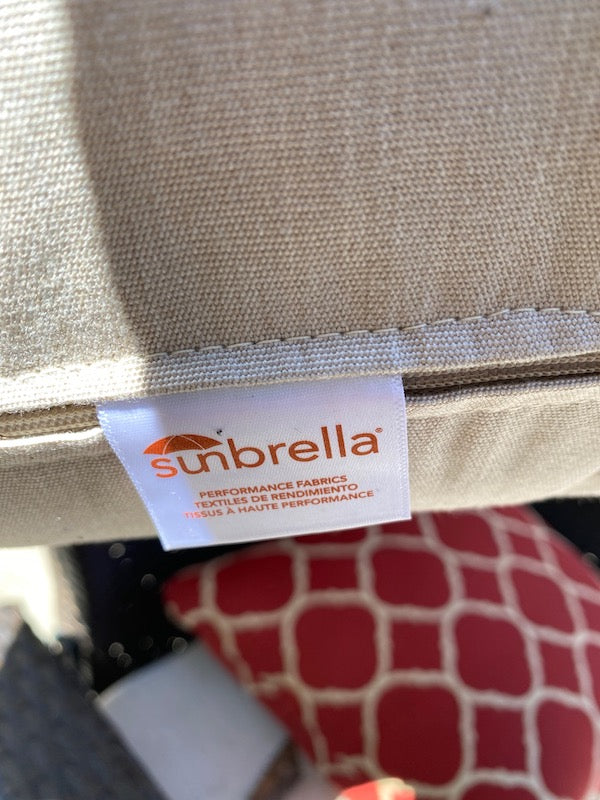 sunbrella®
PERFORMANCE FABRICS
TEXTILES DE RENDIMIENTO
TISSUS À HAUTE PERFORMANCE